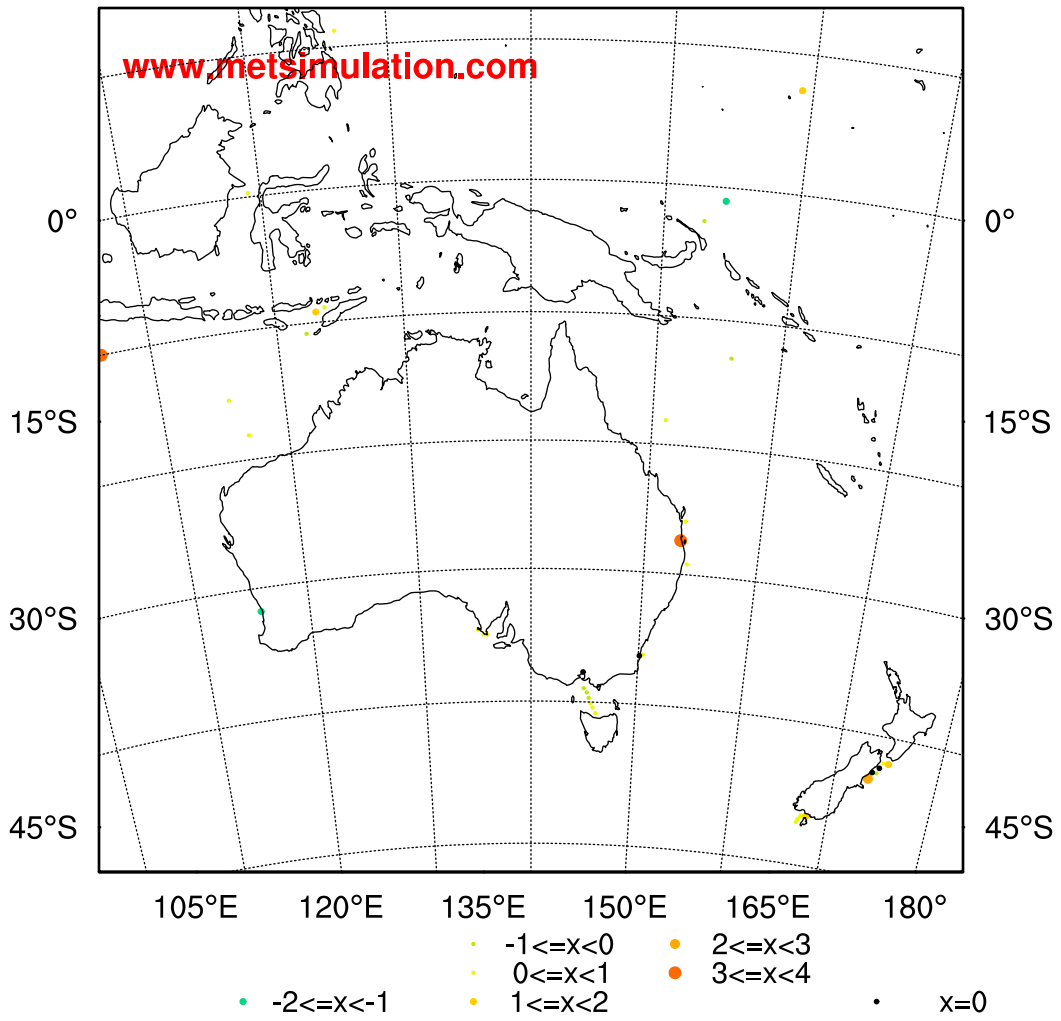 www.metsimulation.com
0° 0°
15°S 15°S
30°S 30°S
45°S 45°S
105°E 120°E 135°E 150°E 165°E 180°
-1<=x<0 2<=x<3
0<=x<1 3<=x<4
-2<=x<-1 1<=x<2 x=0